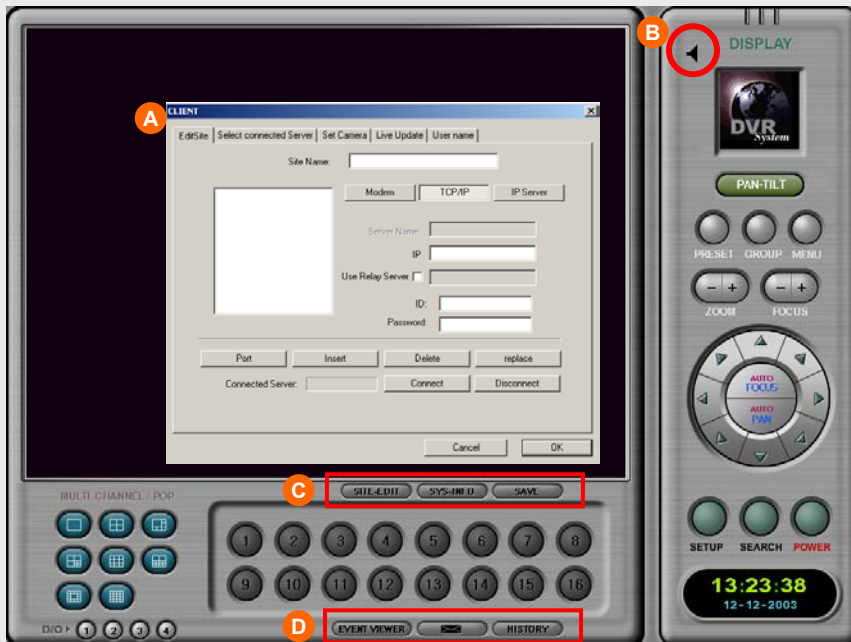 A
CLIENT
EditSite Select connected Server Set Camera Live Update User name
Site Name:
Modem TCP/IP IP Server
Server Name:
IP
Use Relay Server
ID:
Password:
Port Insert Delete replace
Connected Server: Connect Disconnect
Cancel OK
B
DISPLAY
DVR
System
PAN-TILT
PRESET GROUP MENU
- + - +
ZOOM FOCUS
AUTO
FOCUS
AUTO
PAN
SETUP SEARCH POWER
13:23:38
12-12-2003
MULTI CHANNEL / POP
C
SITE-EDIT SYS-INFO SAVE
1 2 3 4 5 6 7 8
9 10 11 12 13 14 15 16
D/O 1 2 3 4
D
EVENT VIEWER HISTORY